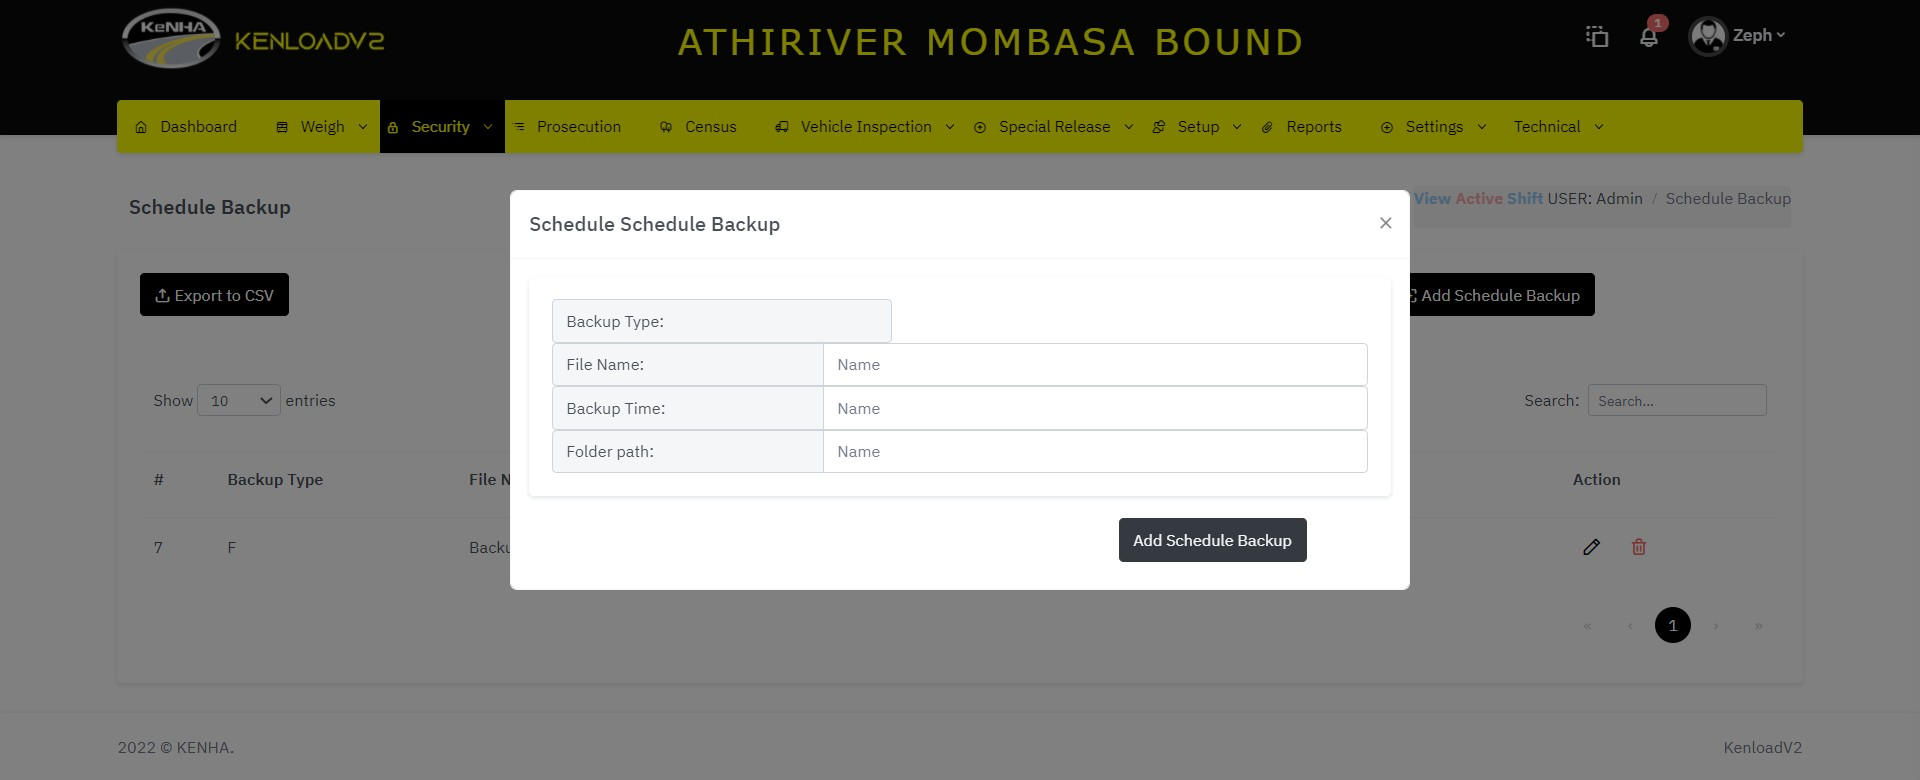 KeNHA KENLOADV2
ATHIRIVER MOMBASA BOUND
1
Zeph
Dashboard Weigh Security Prosecution Census Vehicle Inspection Special Release Setup Reports Settings Technical
Schedule Backup
View Active Shift USER: Admin / Schedule Backup
Schedule Schedule Backup
×
Export to CSV
Add Schedule Backup
Backup Type:
File Name: Name
Backup Time: Name
Folder path: Name
Add Schedule Backup
Show 10 entries
Search: Search...
# Backup Type File N Action
7 F Backu
« ‹ 1 › »
2022 © KENHA.
KenloadV2